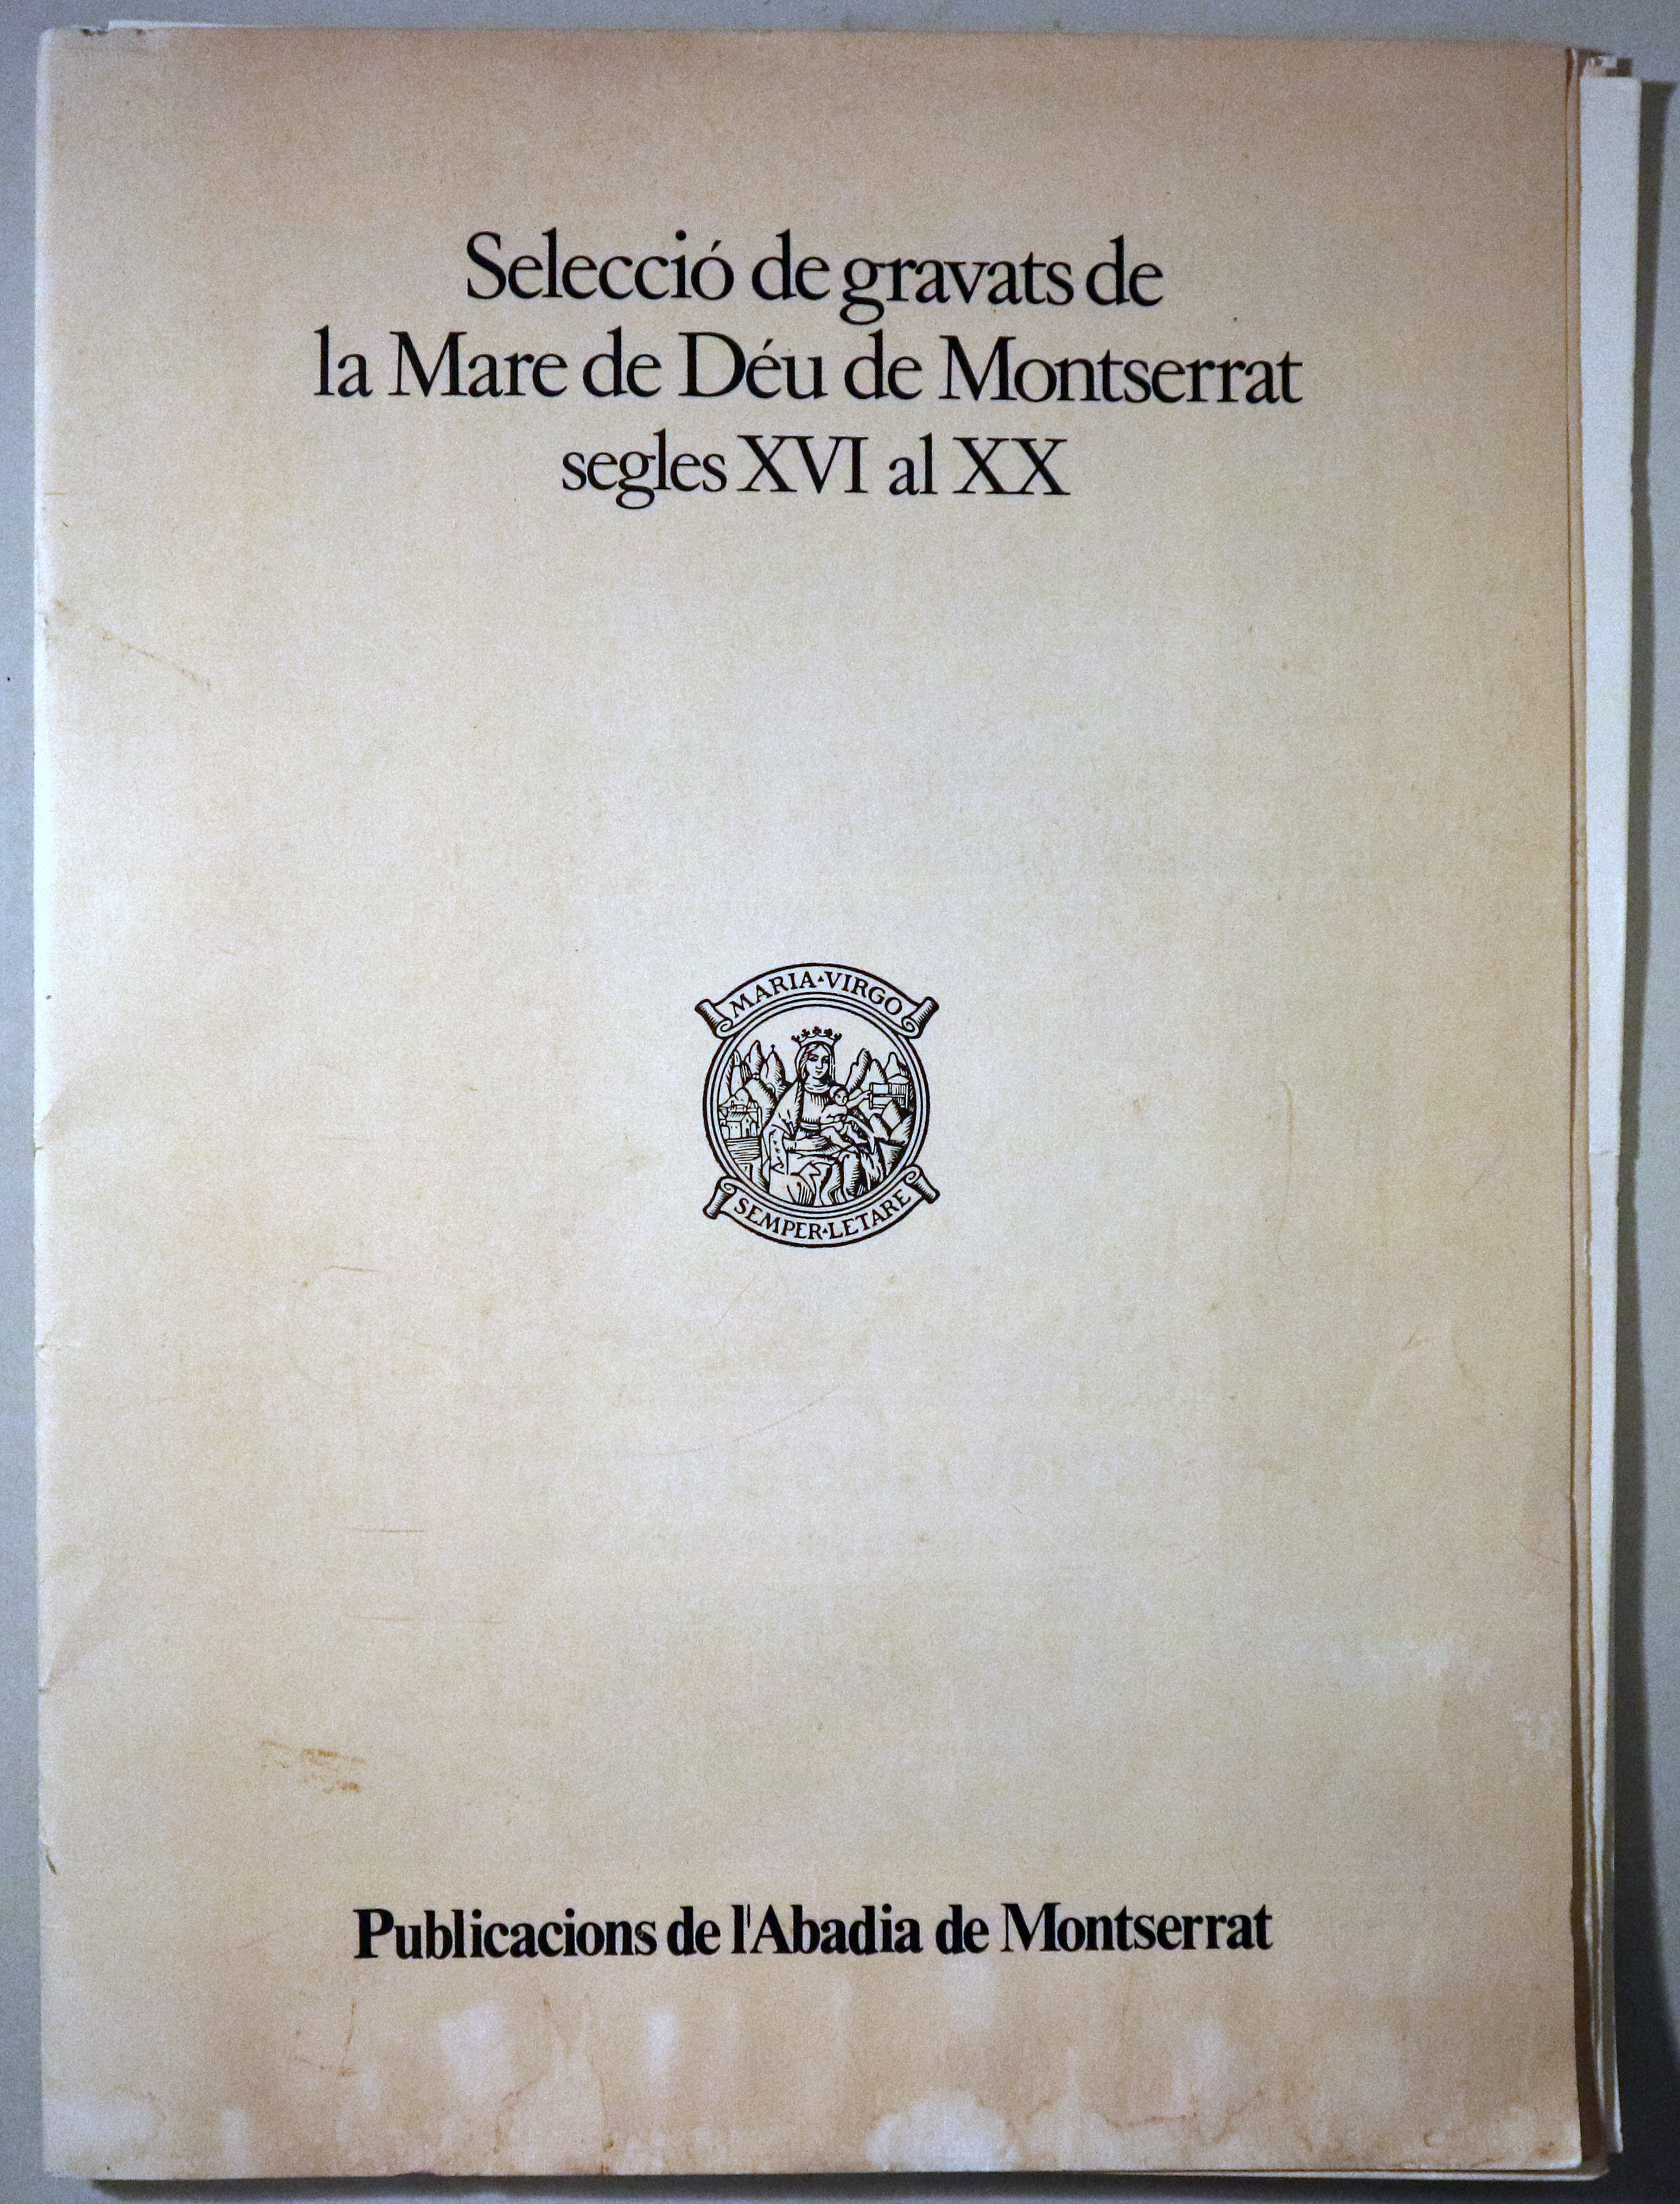 Selecció de gravats de
la Mare de Déu de Montserrat
segles XVI al XX
MARIA·VIRGO
SEMPER·LETARE
Publicacions de l'Abadia de Montserrat